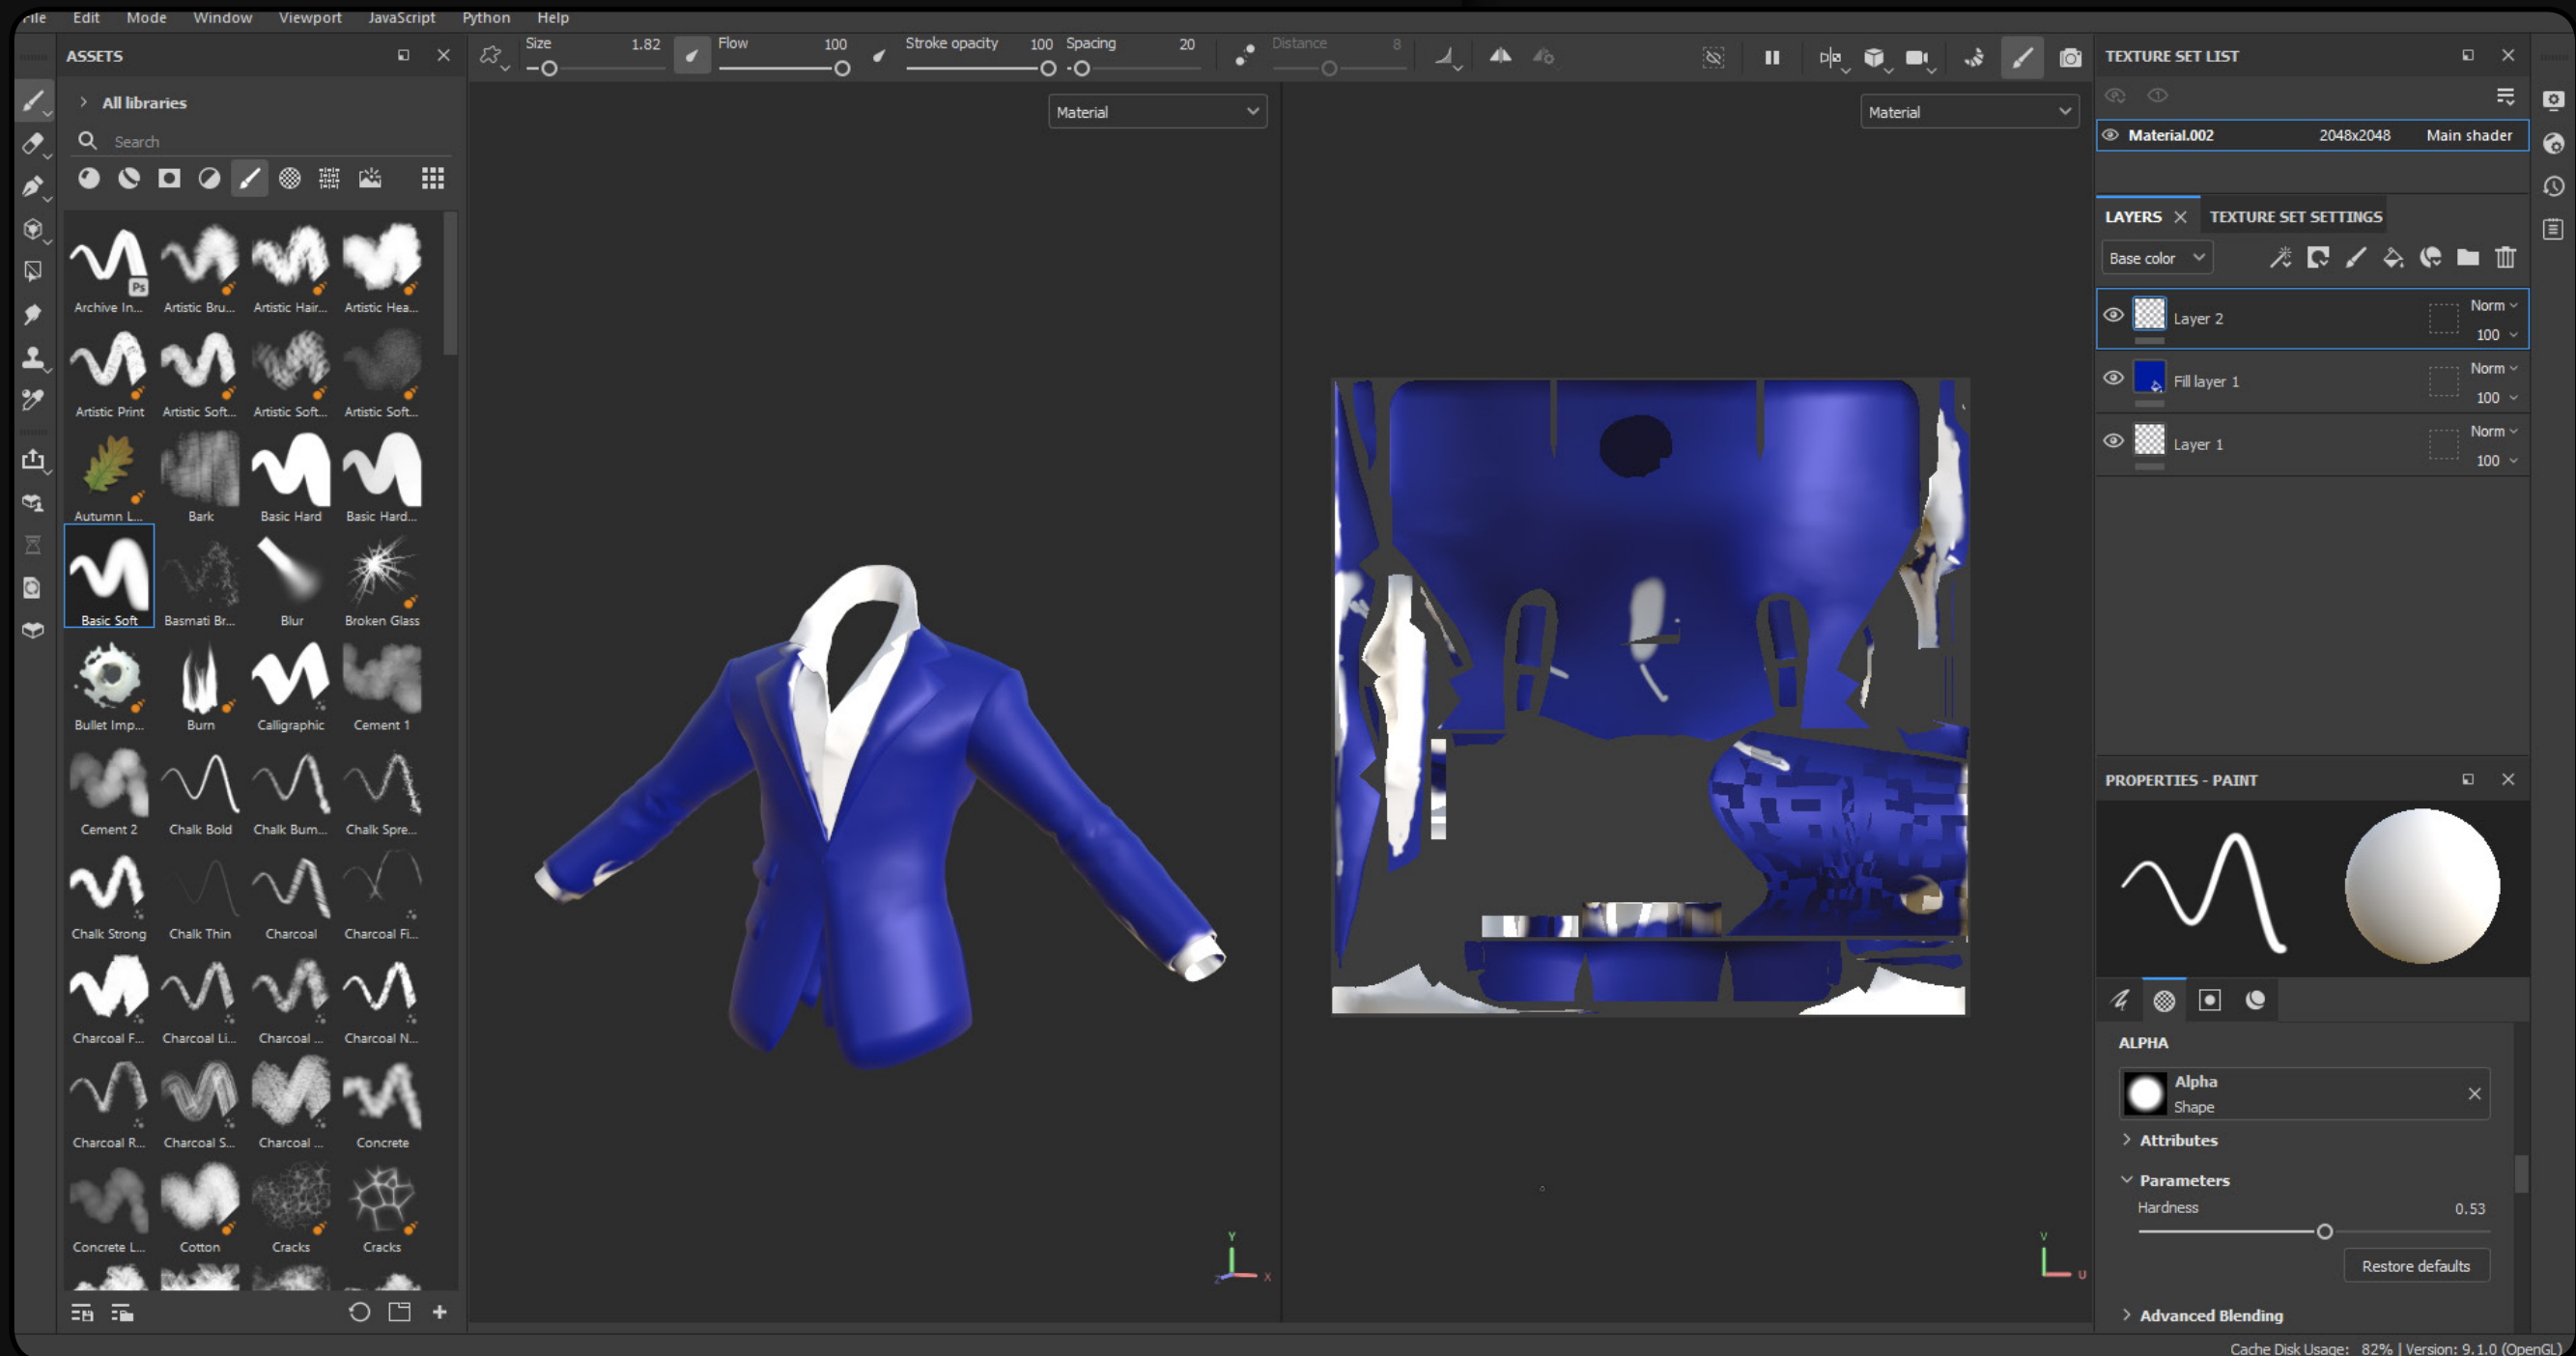 File Edit Mode Window Viewport JavaScript Python Help
ASSETS
All libraries
Search
Archive In... Artistic Bru... Artistic Hair... Artistic Hea...
Ps
Artistic Print Artistic Soft... Artistic Soft... Artistic Soft...
Autumn L... Bark Basic Hard Basic Hard...
Basic Soft Basmati Br... Blur Broken Glass
Bullet Imp... Burn Calligraphic Cement 1
Cement 2 Chalk Bold Chalk Bum... Chalk Spre...
Chalk Strong Chalk Thin Charcoal Charcoal Fi...
Charcoal F... Charcoal Li... Charcoal ... Charcoal N...
Charcoal R... Charcoal S... Charcoal ... Concrete
Concrete L... Cotton Cracks Cracks
Size 1.82 Flow 100 Stroke opacity 100 Spacing 20 Distance 8
Material
Material
Y
Z X
V
U
TEXTURE SET LIST
Material.002 2048x2048 Main shader
LAYERS TEXTURE SET SETTINGS
Base color
Layer 2 Norm
100
Fill layer 1 Norm
100
Layer 1 Norm
100
PROPERTIES - PAINT
ALPHA
Alpha
Shape
Attributes
Parameters
Hardness 0.53
Restore defaults
Advanced Blending
Cache Disk Usage: 82% | Version: 9.1.0 (OpenGL)